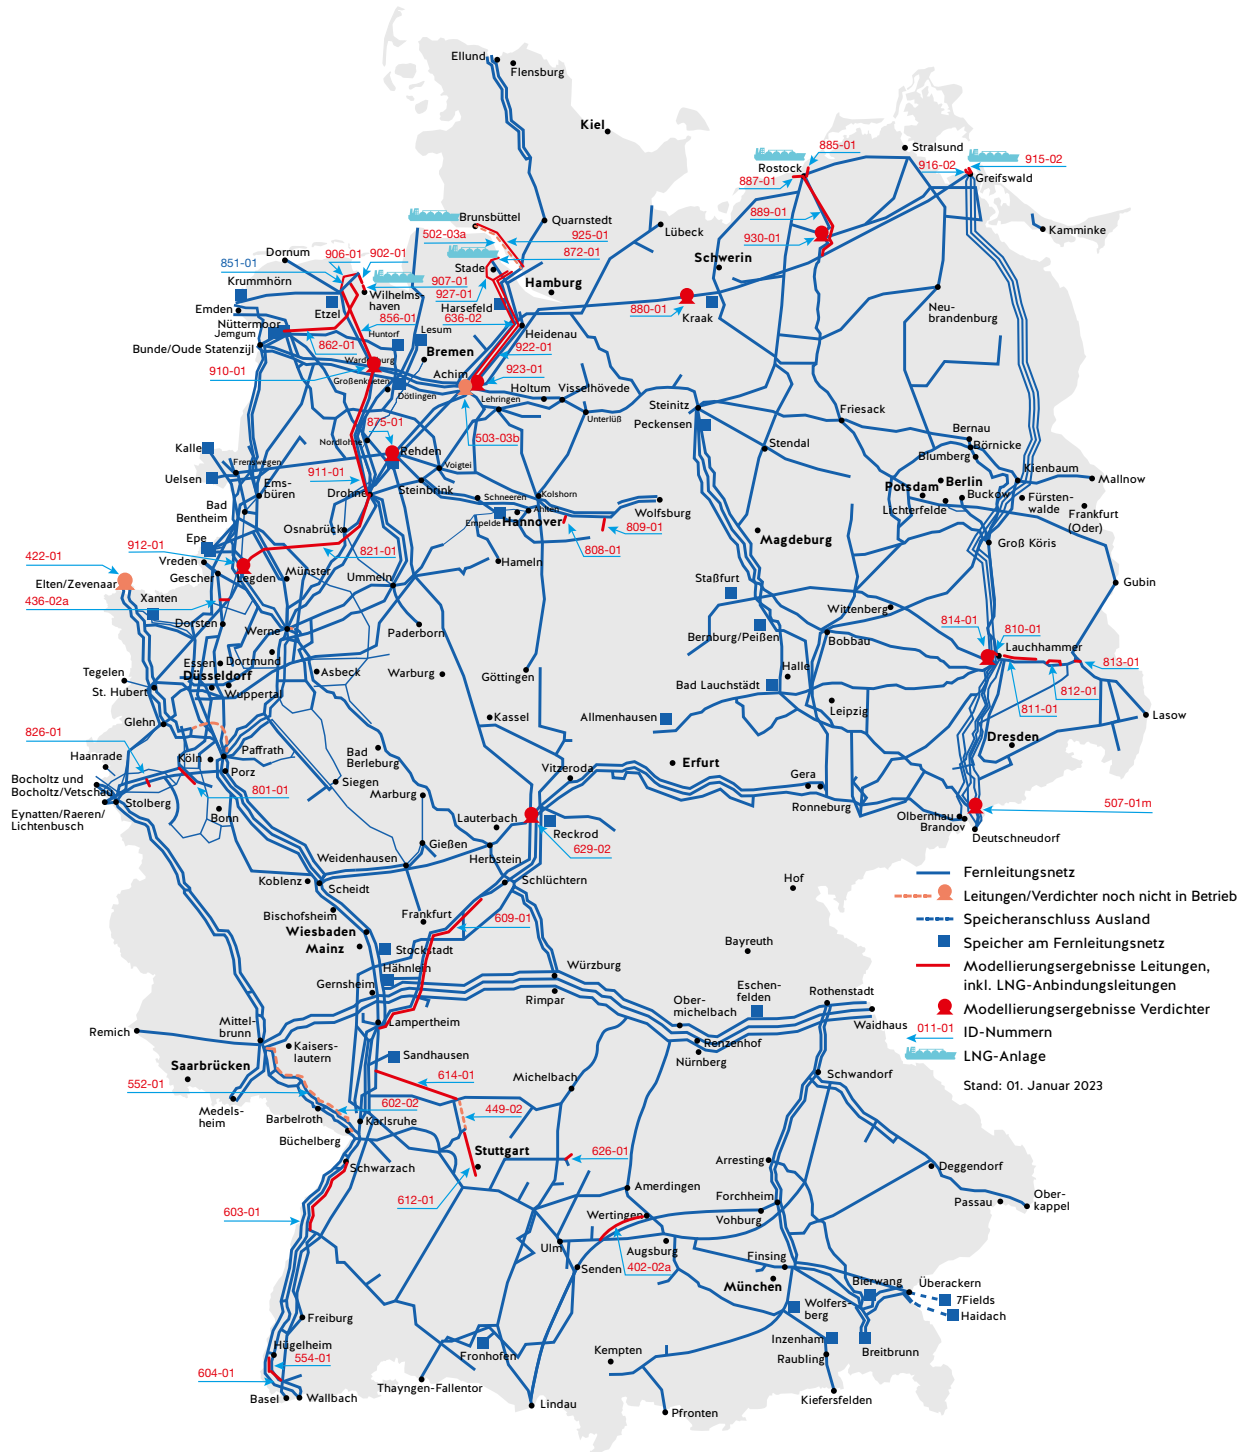 Ellund
Flensburg
Kiel
885-01
Stralsund
Rostock
916-02
915-02
887-01
Greifswald
Brunsbüttel
Quarnstedt
889-01
502-03a
925-01
Lübeck
930-01
Kamminke
872-01
Dornum
906-01
902-01
851-01
Stade
Schwerin
Krummhörn
907-01
Hamburg
Wilhelms-
haven
927-01
Emden
Etzel
Harsefeld
880-01
Kraak
Neu-
brandenburg
Nüttermoor
Jemgum
856-01
636-02
Huntorf
Lesum
Heidenau
Bunde/Oude Statenzijl
862-01
Bremen
922-01
Wardenburg
910-01
Achim
923-01
Großenkneten
Dötlingen
Holtum
Visselhövede
Lehringen
Unterlüß
Steinitz
Friesack
875-01
Peckensen
503-03b
Nordlohne
Rehden
Bernau
Kalle
Börnicke
Stendal
Blumberg
Frenswegen
Voigtei
Kienbaum
Uelsen
911-01
Mallnow
Ems-
büren
Drohne
Steinbrink
Potsdam
Berlin
Buckow
Schneeren
Kolshorn
Fürsten-
walde
Lichterfelde
Frankfurt
(Oder)
Bad
Bentheim
Ahlten
Wolfsburg
Empelde
Hannover
Osnabrück
809-01
Magdeburg
Epe
912-01
821-01
808-01
Groß Köris
422-01
Vreden
Hameln
Gescher
Legden
Münster
Ummeln
Elten/Zevenaar
Staßfurt
Gubin
436-02a
Xanten
Wittenberg
Dorsten
Werne
Paderborn
Bernburg/Peißen
Bobbau
814-01
810-01
Lauchhammer
Essen
Dortmund
813-01
Tegelen
Düsseldorf
Asbeck
Warburg
Göttingen
Halle
St. Hubert
Wuppertal
Bad Lauchstädt
812-01
811-01
Leipzig
Glehn
Kassel
Allmenhausen
Lasow
826-01
Dresden
Haanrade
Köln
Paffrath
Bad
Berleburg
Erfurt
Porz
Vitzeroda
Gera
Bocholtz und
Bocholtz/Vetschau
Siegen
801-01
Marburg
Ronneburg
507-01m
Stolberg
Eynatten/Raeren/
Lichtenbusch
Bonn
Lauterbach
Olbernhau
Brandov
Reckrod
Deutschneudorf
Gießen
629-02
Weidenhausen
Herbstein
Koblenz
Scheidt
Schlüchtern
Hof
Fernleitungsnetz
Leitungen/Verdichter noch nicht in Betrieb
Speicheranschluss Ausland
Speicher am Fernleitungsnetz
Modellierungsergebnisse Leitungen,
inkl. LNG-Anbindungsleitungen
Modellierungsergebnisse Verdichter
011-01
ID-Nummern
LNG-Anlage
Stand: 01. Januar 2023
Bischofsheim
Frankfurt
609-01
Wiesbaden
Mainz
Stockstadt
Bayreuth
Hähnlein
Würzburg
Gernsheim
Eschen-
felden
Rothenstadt
Rimpar
Ober-
michelbach
Mittel-
brunn
Lampertheim
Waidhaus
Remich
Kaisers-
lautern
Renzenhof
Nürnberg
Sandhausen
Saarbrücken
614-01
Michelbach
Schwandorf
552-01
602-02
449-02
Medels-
heim
Barbelroth
Karlsruhe
Büchelberg
Stuttgart
626-01
Arresting
Deggendorf
Schwarzach
612-01
Amerdingen
Forchheim
Passau
Ober-
kappel
603-01
Wertingen
Vohburg
Ulm
Augsburg
Finsing
Senden
402-02a
München
Bierwang
Überackern
7Fields
Haidach
Wolfers-
berg
Freiburg
Hügelheim
Inzenham
Breitbrunn
554-01
Fronhofen
Kempten
Raubling
604-01
Thayngen-Fallentor
Basel
Wallbach
Lindau
Pfronten
Kiefersfelden